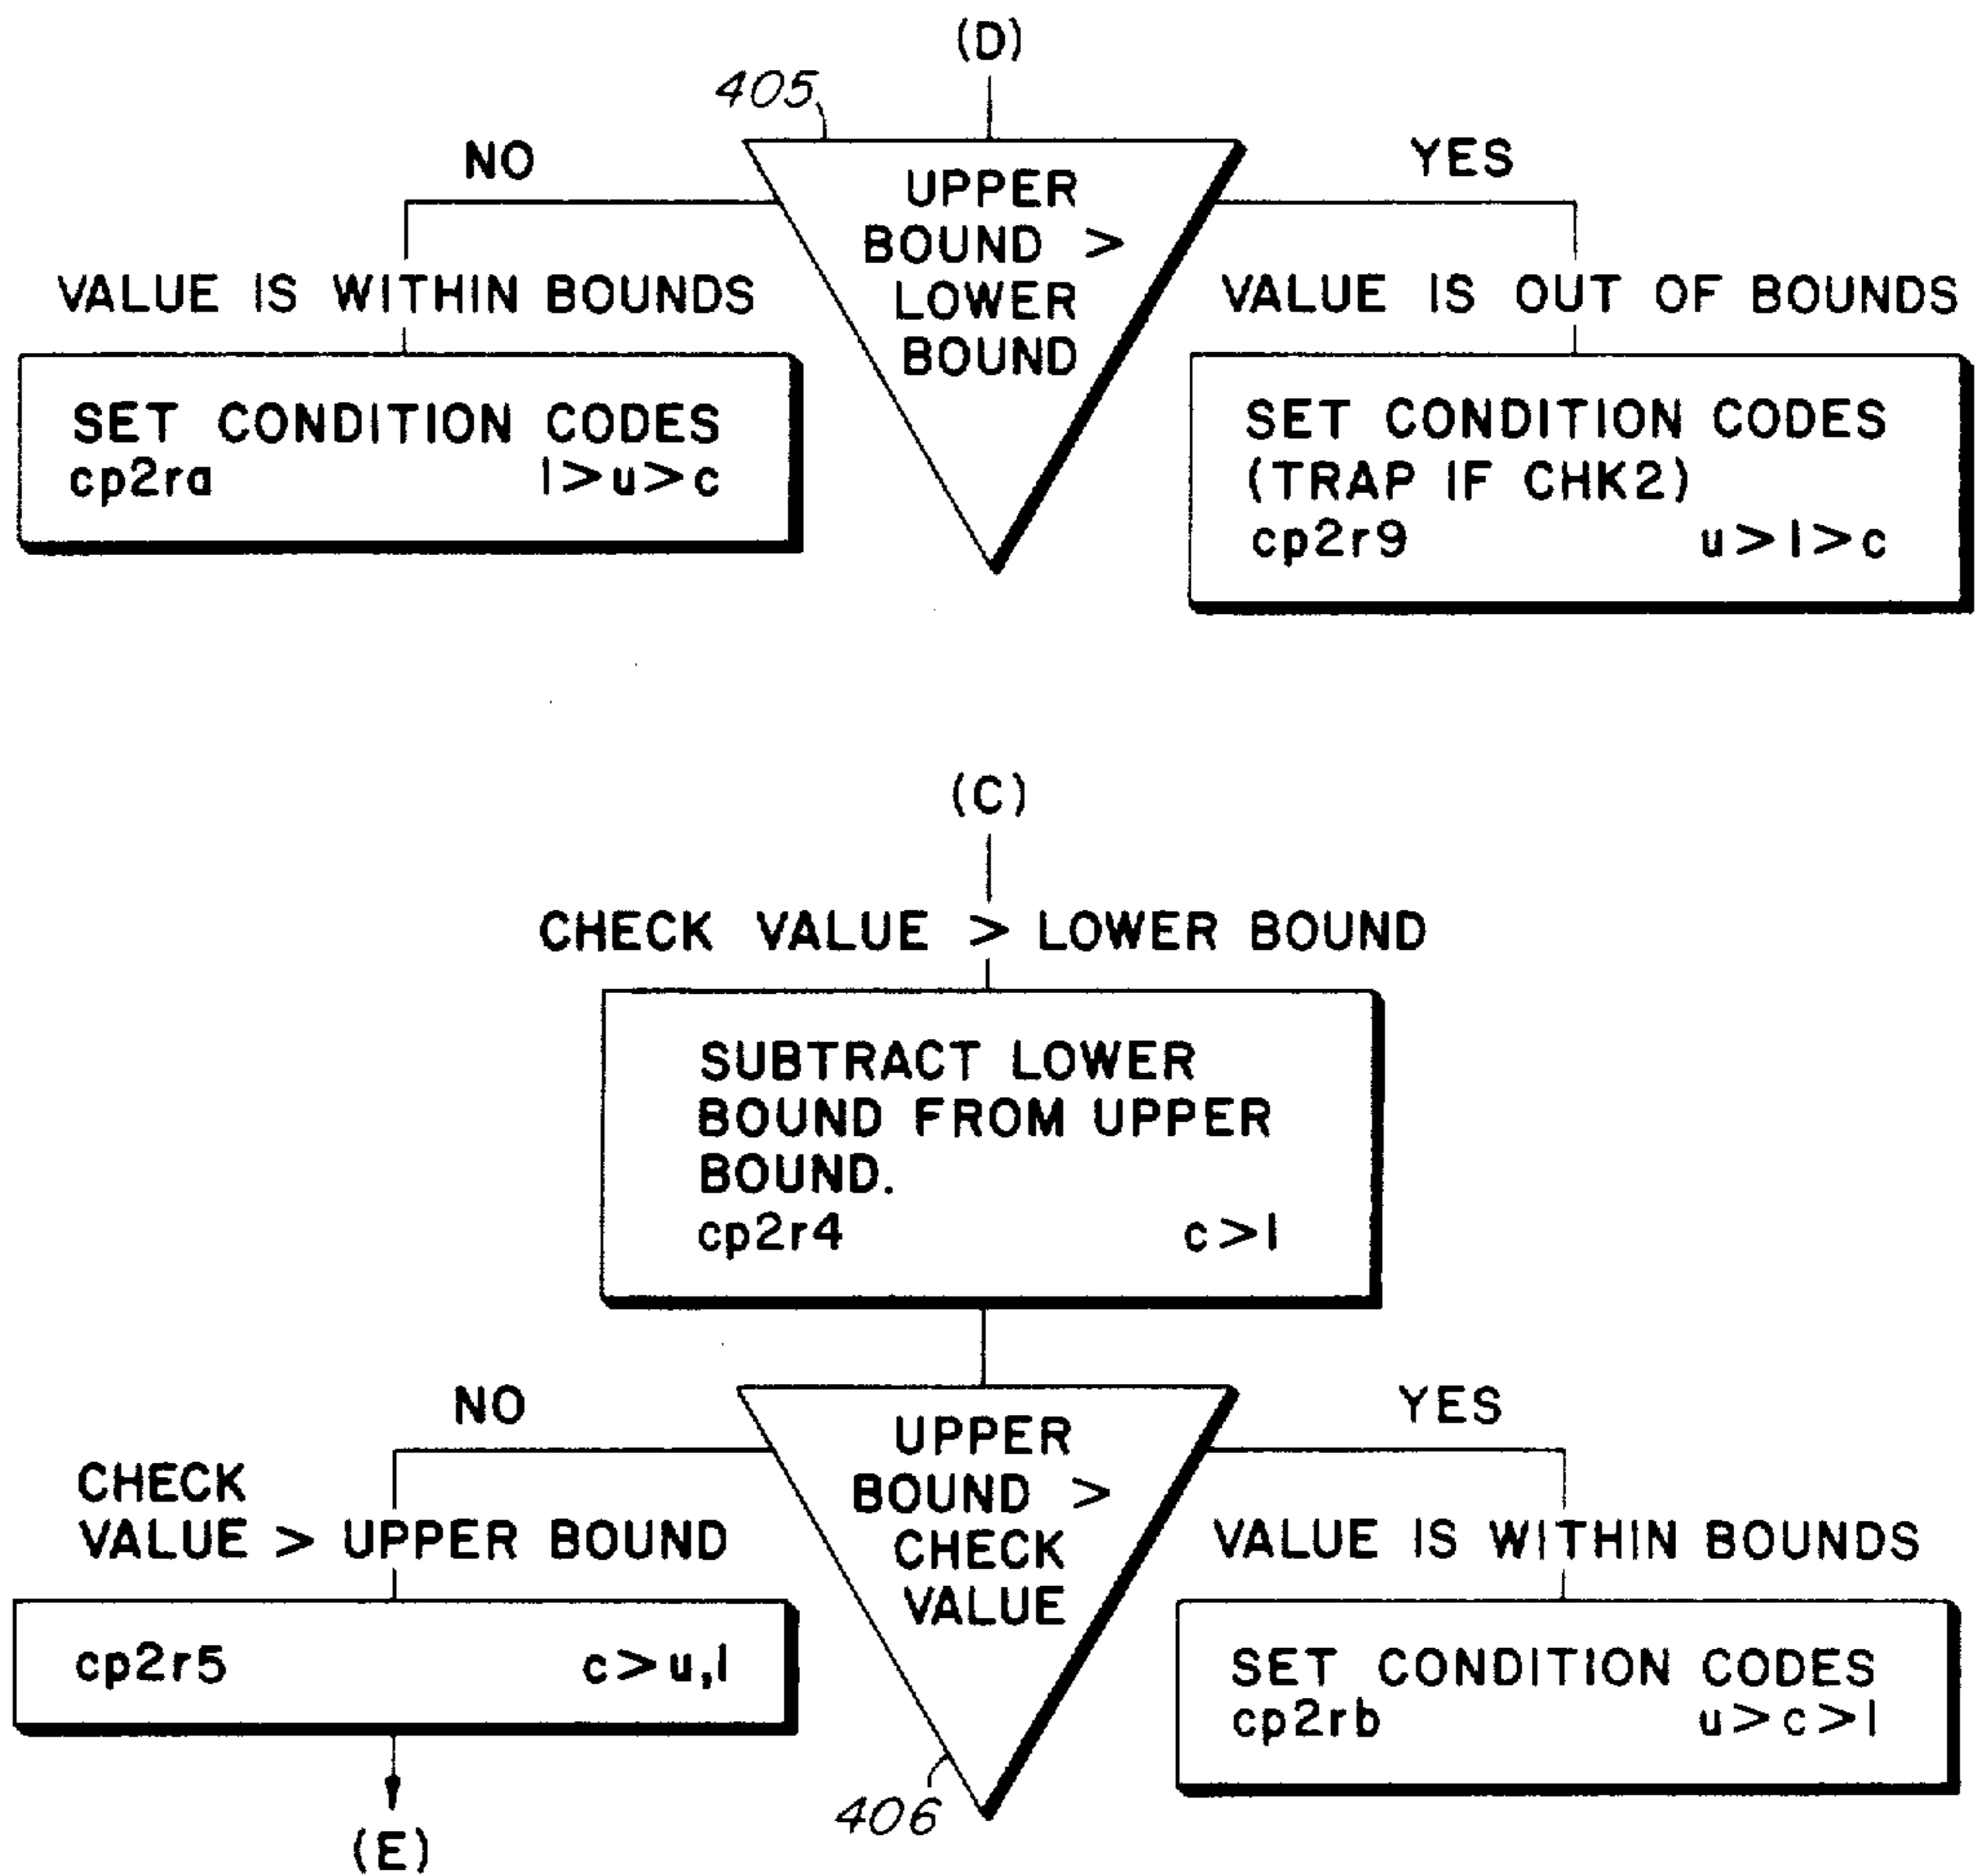 (D)
405
NO
YES
UPPER
BOUND >
LOWER
BOUND
VALUE IS WITHIN BOUNDS
VALUE IS OUT OF BOUNDS
SET CONDITION CODES
cp2ra l>u>c
SET CONDITION CODES
(TRAP IF CHK2)
cp2r9 u>l>c
(C)
CHECK VALUE > LOWER BOUND
SUBTRACT LOWER
BOUND FROM UPPER
BOUND.
cp2r4 c>l
NO
YES
UPPER
BOUND >
CHECK
VALUE
CHECK
VALUE > UPPER BOUND
VALUE IS WITHIN BOUNDS
cp2r5 c>u,l
SET CONDITION CODES
cp2rb u>c>l
406
(E)